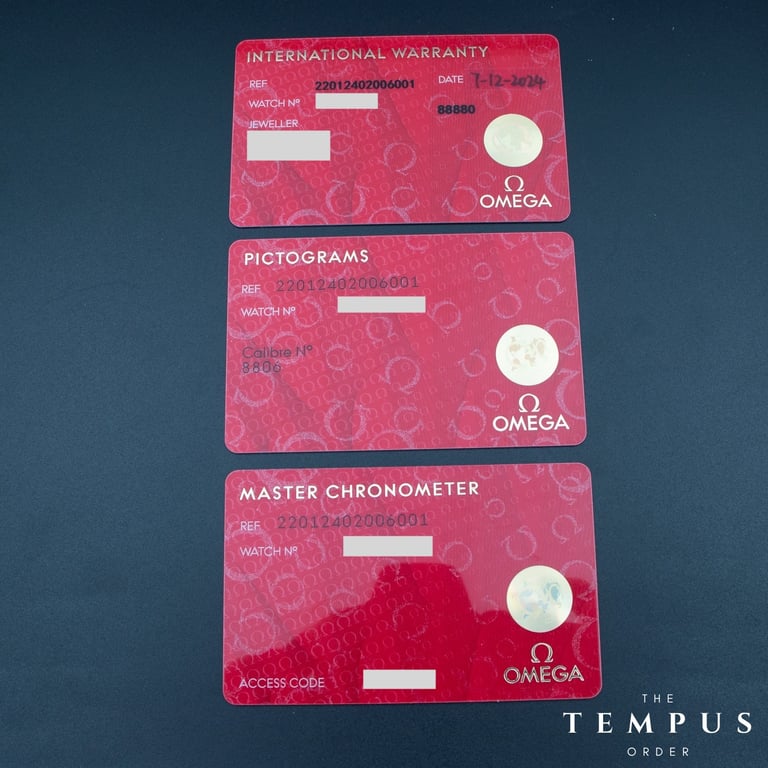 INTERNATIONAL WARRANTY
REF 22012402006001 DATE 7-12-2024
WATCH Nº
88880
JEWELLER
Ω
OMEGA
PICTOGRAMS
REF 22012402006001
WATCH Nº
Calibre Nº
8806
Ω
OMEGA
MASTER CHRONOMETER
REF 22012402006001
WATCH Nº
Ω
OMEGA
ACCESS CODE
THE
TEMPUS
ORDER